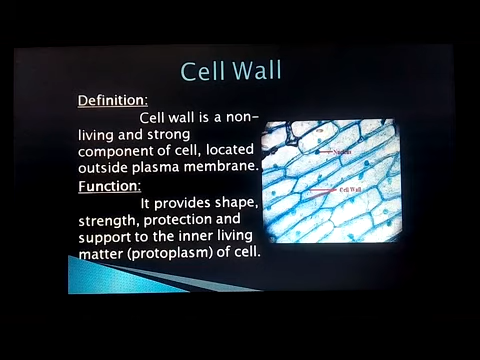 Cell Wall
Definition:
Cell wall is a non-
living and strong
component of cell, located
outside plasma membrane.
Function:
It provides shape,
strength, protection and
support to the inner living
matter (protoplasm) of cell.
Nucleus
Cell Wall